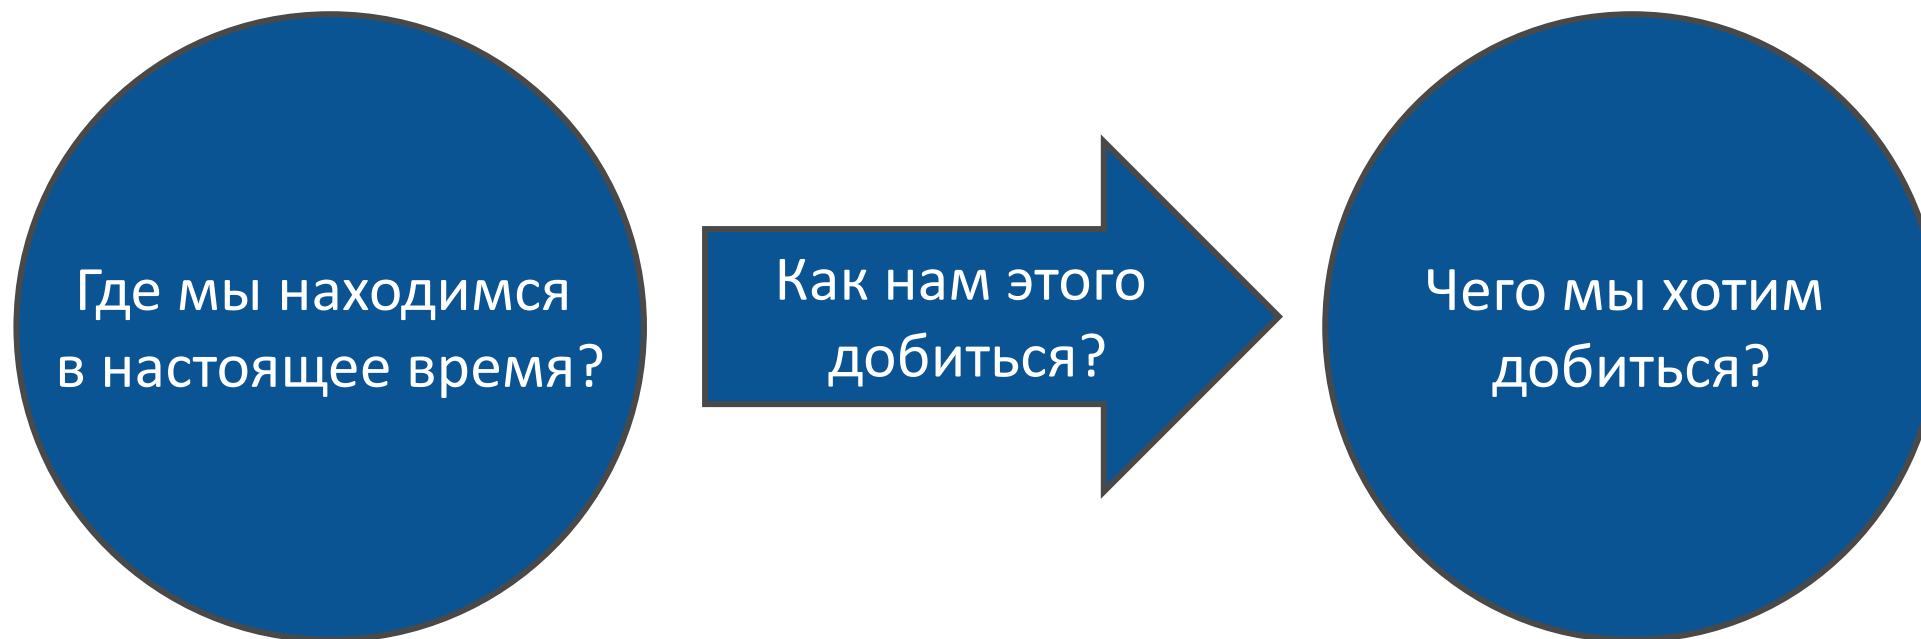 Где мы находимся
в настоящее время?
Как нам этого
добиться?
Чего мы хотим
добиться?